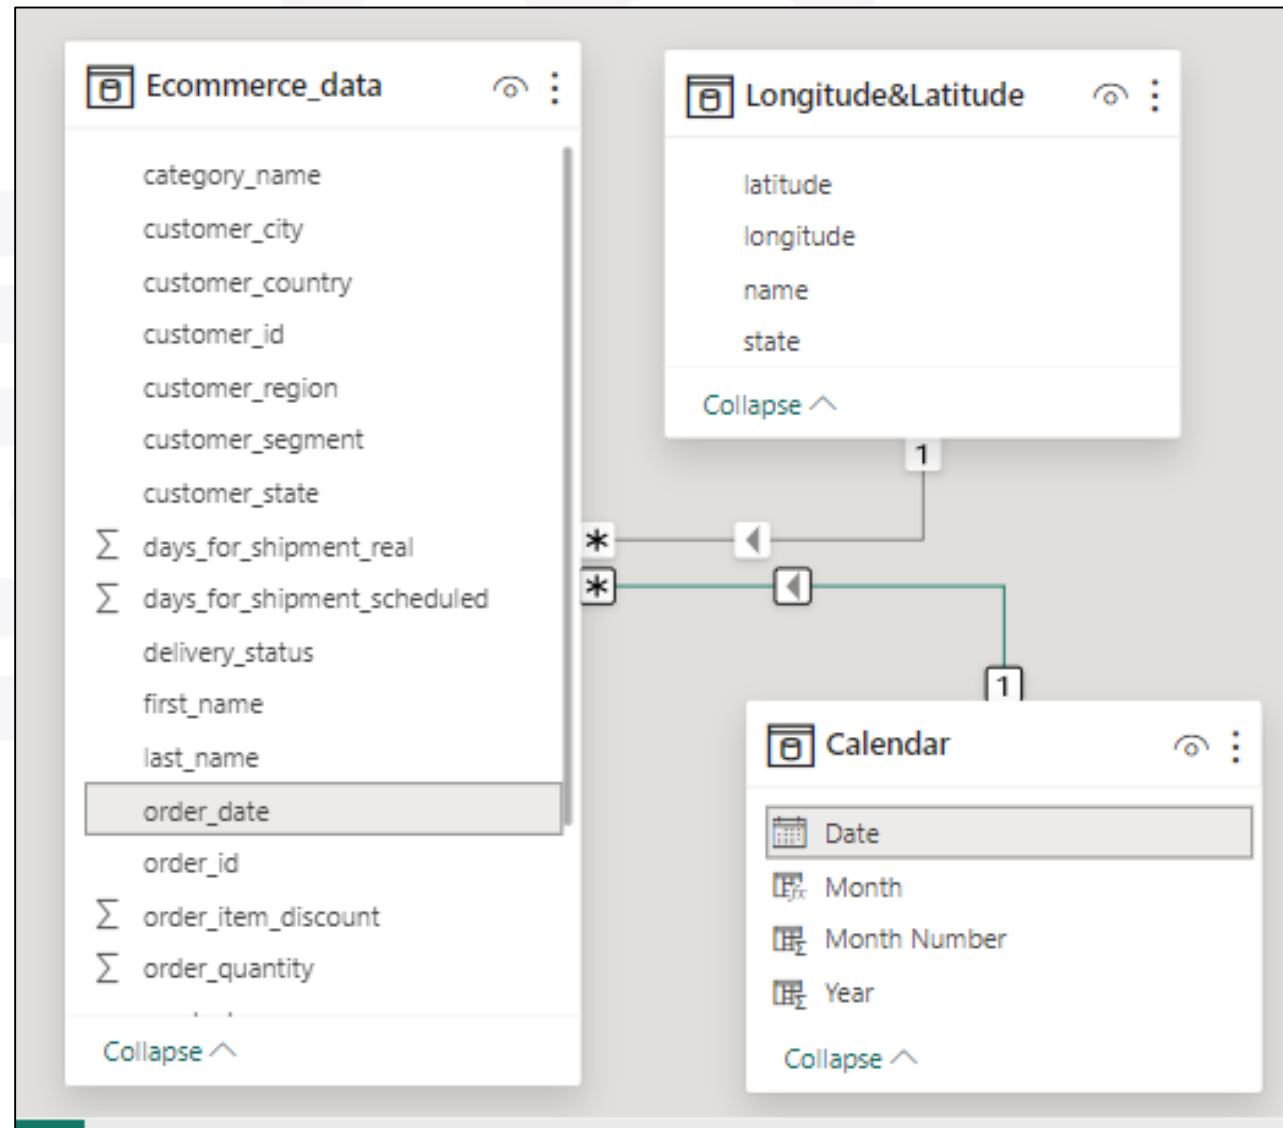 Ecommerce_data
category_name
customer_city
customer_country
customer_id
customer_region
customer_segment
customer_state
Σ days_for_shipment_real
Σ days_for_shipment_scheduled
delivery_status
first_name
last_name
order_date
order_id
Σ order_item_discount
Σ order_quantity
Collapse
Longitude&Latitude
latitude
longitude
name
state
Collapse
1
*
*
1
Calendar
Date
Month
Month Number
Year
Collapse